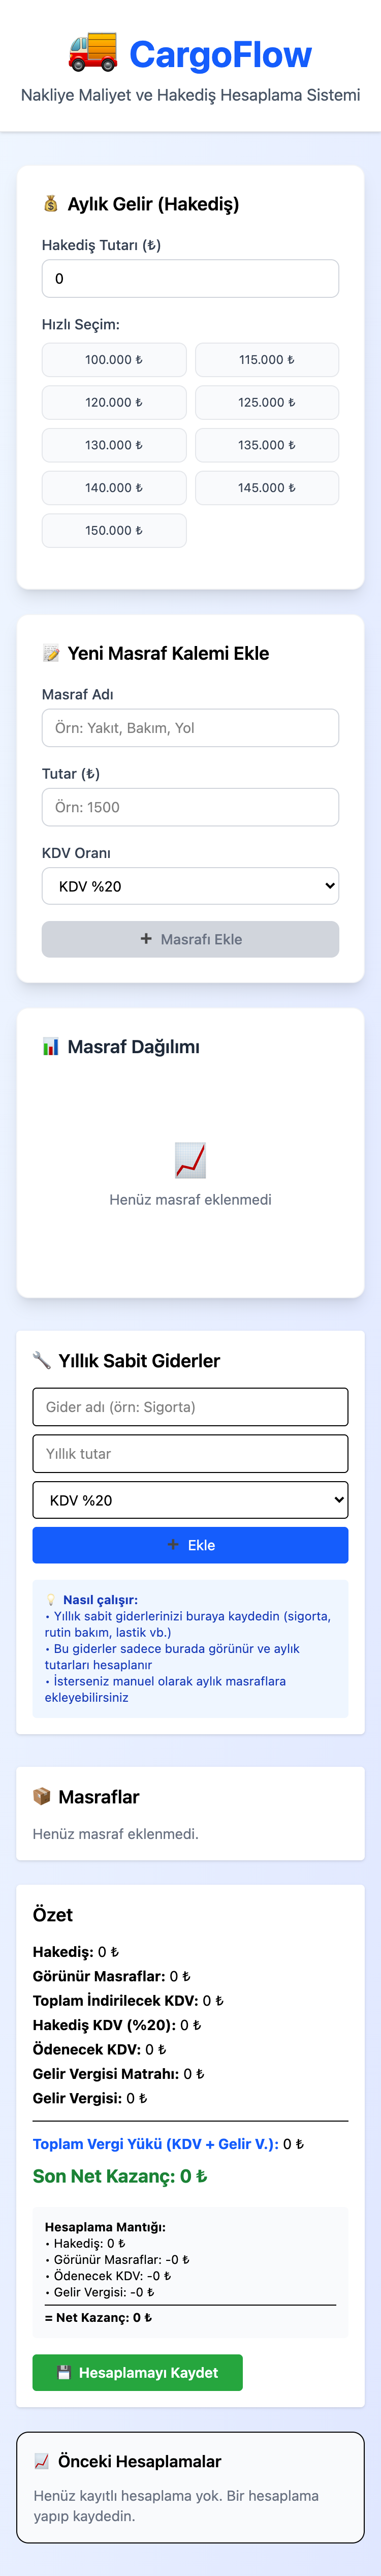 CargoFlow
Nakliye Maliyet ve Hakediş Hesaplama Sistemi
Aylık Gelir (Hakediş)
Hakediş Tutarı (₺)
0
Hızlı Seçim:
100.000 ₺
115.000 ₺
120.000 ₺
125.000 ₺
130.000 ₺
135.000 ₺
140.000 ₺
145.000 ₺
150.000 ₺
Yeni Masraf Kalemi Ekle
Masraf Adı
Örn: Yakıt, Bakım, Yol
Tutar (₺)
Örn: 1500
KDV Oranı
KDV %20
➕ Masrafı Ekle
Masraf Dağılımı
Henüz masraf eklenmedi
Yıllık Sabit Giderler
Gider adı (örn: Sigorta)
Yıllık tutar
KDV %20
➕ Ekle
Nasıl çalışır:
• Yıllık sabit giderlerinizi buraya kaydedin (sigorta,
rutin bakım, lastik vb.)
• Bu giderler sadece burada görünür ve aylık
tutarları hesaplanır
• İsterseniz manuel olarak aylık masraflara
ekleyebilirsiniz
Masraflar
Henüz masraf eklenmedi.
Özet
Hakediş: 0 ₺
Görünür Masraflar: 0 ₺
Toplam İndirilecek KDV: 0 ₺
Hakediş KDV (%20): 0 ₺
Ödenecek KDV: 0 ₺
Gelir Vergisi Matrahı: 0 ₺
Gelir Vergisi: 0 ₺
Toplam Vergi Yükü (KDV + Gelir V.): 0 ₺
Son Net Kazanç: 0 ₺
Hesaplama Mantığı:
• Hakediş: 0 ₺
• Görünür Masraflar: -0 ₺
• Ödenecek KDV: -0 ₺
• Gelir Vergisi: -0 ₺
= Net Kazanç: 0 ₺
Hesaplamayı Kaydet
Önceki Hesaplamalar
Henüz kayıtlı hesaplama yok. Bir hesaplama
yapıp kaydedin.